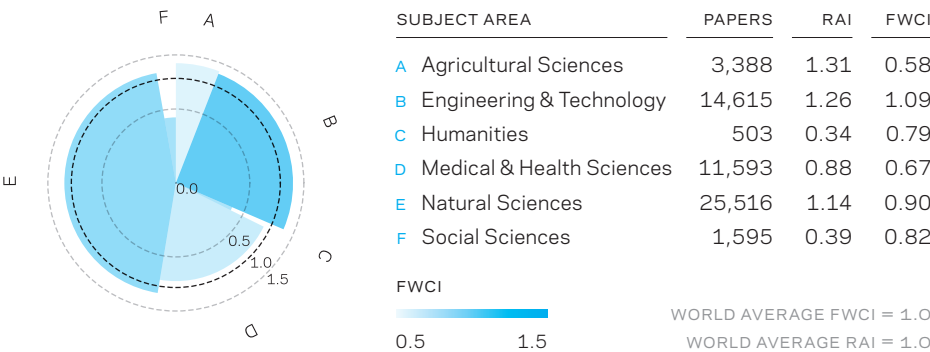 F A
B
E
0.0
0.5
C
1.0
1.5
D
SUBJECT AREA PAPERS RAI FWCI
A Agricultural Sciences 3,388 1.31 0.58
B Engineering & Technology 14,615 1.26 1.09
C Humanities 503 0.34 0.79
D Medical & Health Sciences 11,593 0.88 0.67
E Natural Sciences 25,516 1.14 0.90
F Social Sciences 1,595 0.39 0.82
FWCI
0.5 1.5
WORLD AVERAGE FWCI = 1.0
WORLD AVERAGE RAI = 1.0